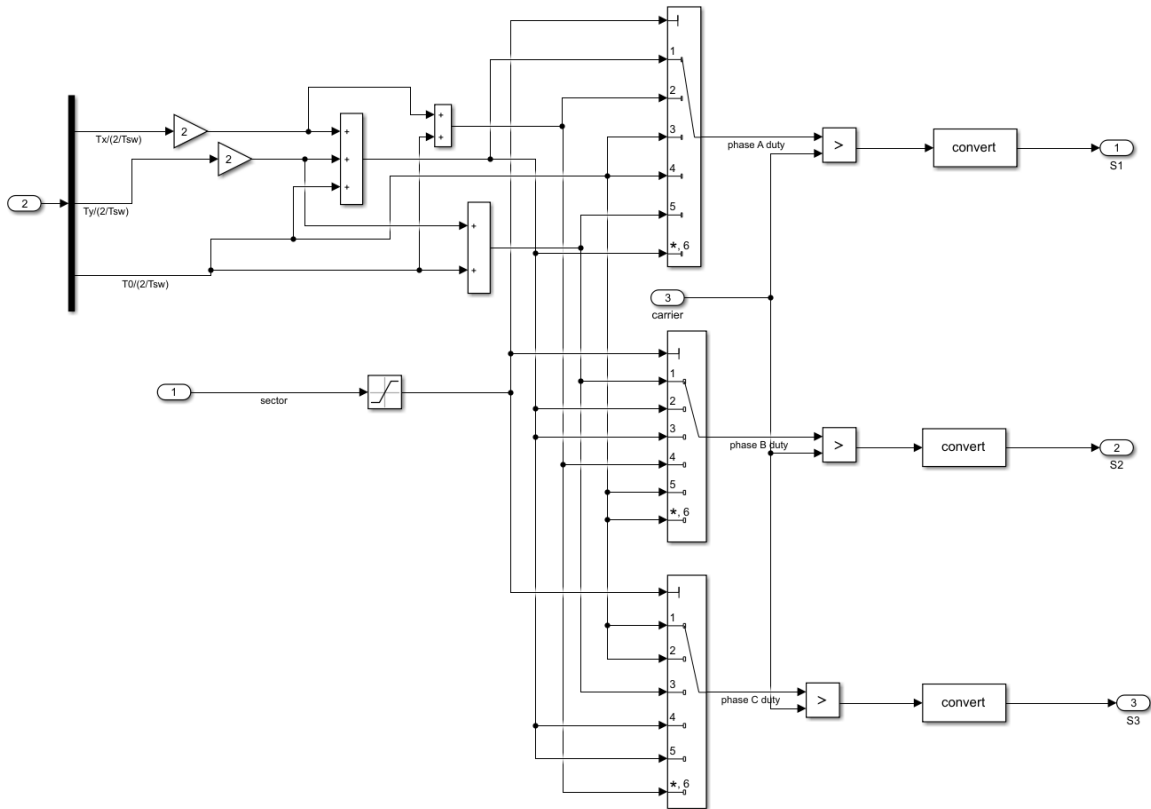 1
2
3
4
5
*, 6
+
+
2
Tx/(2/Tsw)
2
+
+
+
phase A duty
>
convert
1
S1
2
Ty/(2/Tsw)
T0/(2/Tsw)
+
+
3
carrier
1
sector
1
2
3
4
5
*, 6
phase B duty
>
convert
2
S2
1
2
3
4
5
*, 6
phase C duty
>
convert
3
S3